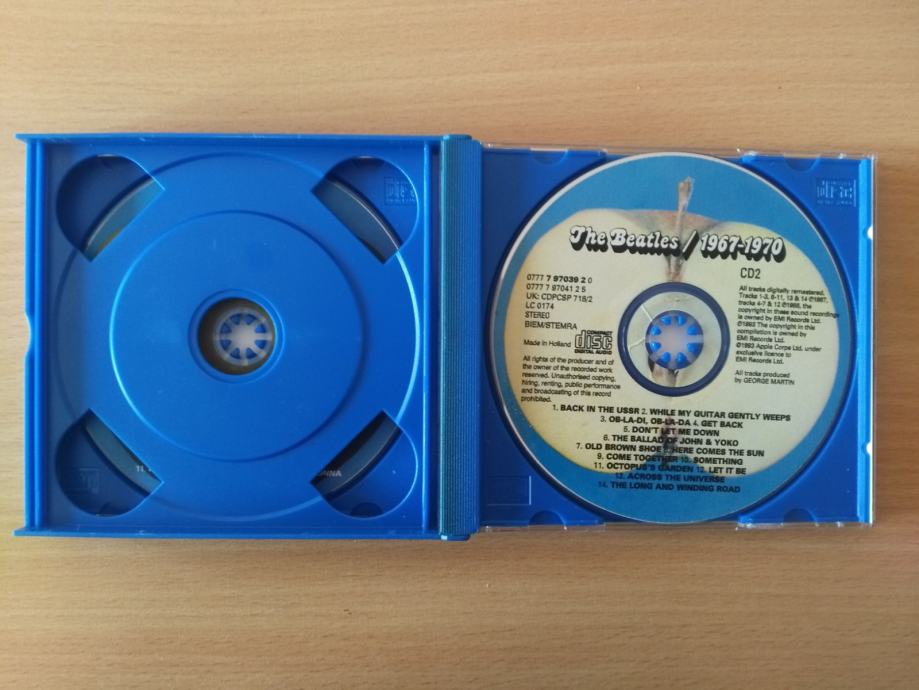 The Beatles / 1967-1970
CD2
0777 7 97039 2 0
0777 7 97041 2 5
UK: CDPCSP 718/2
LC 0174
STEREO
BIEM/STEMRA
Made in Holland
COMPACT
disc
DIGITAL AUDIO
All rights of the producer and of
the owner of the recorded work
reserved. Unauthorised copying,
hiring, renting, public performance
and broadcasting of this record
prohibited.
All tracks digitally remastered.
Tracks 1-3, 8-11, 13 & 14 ℗1967,
tracks 4-7 & 12 ℗1988, the
copyright in these sound recordings
is owned by EMI Records Ltd.
℗1993 The copyright in this
compilation is owned by
EMI Records Ltd.
©1993 Apple Corps Ltd. under
exclusive licence to
EMI Records Ltd.
All tracks produced
by GEORGE MARTIN
1. BACK IN THE USSR 2. WHILE MY GUITAR GENTLY WEEPS
3. OB-LA-DI, OB-LA-DA 4. GET BACK
5. DON'T LET ME DOWN
6. THE BALLAD OF JOHN & YOKO
7. OLD BROWN SHOE 8. HERE COMES THE SUN
9. COME TOGETHER 10. SOMETHING
11. OCTOPUS'S GARDEN 12. LET IT BE
13. ACROSS THE UNIVERSE
14. THE LONG AND WINDING ROAD